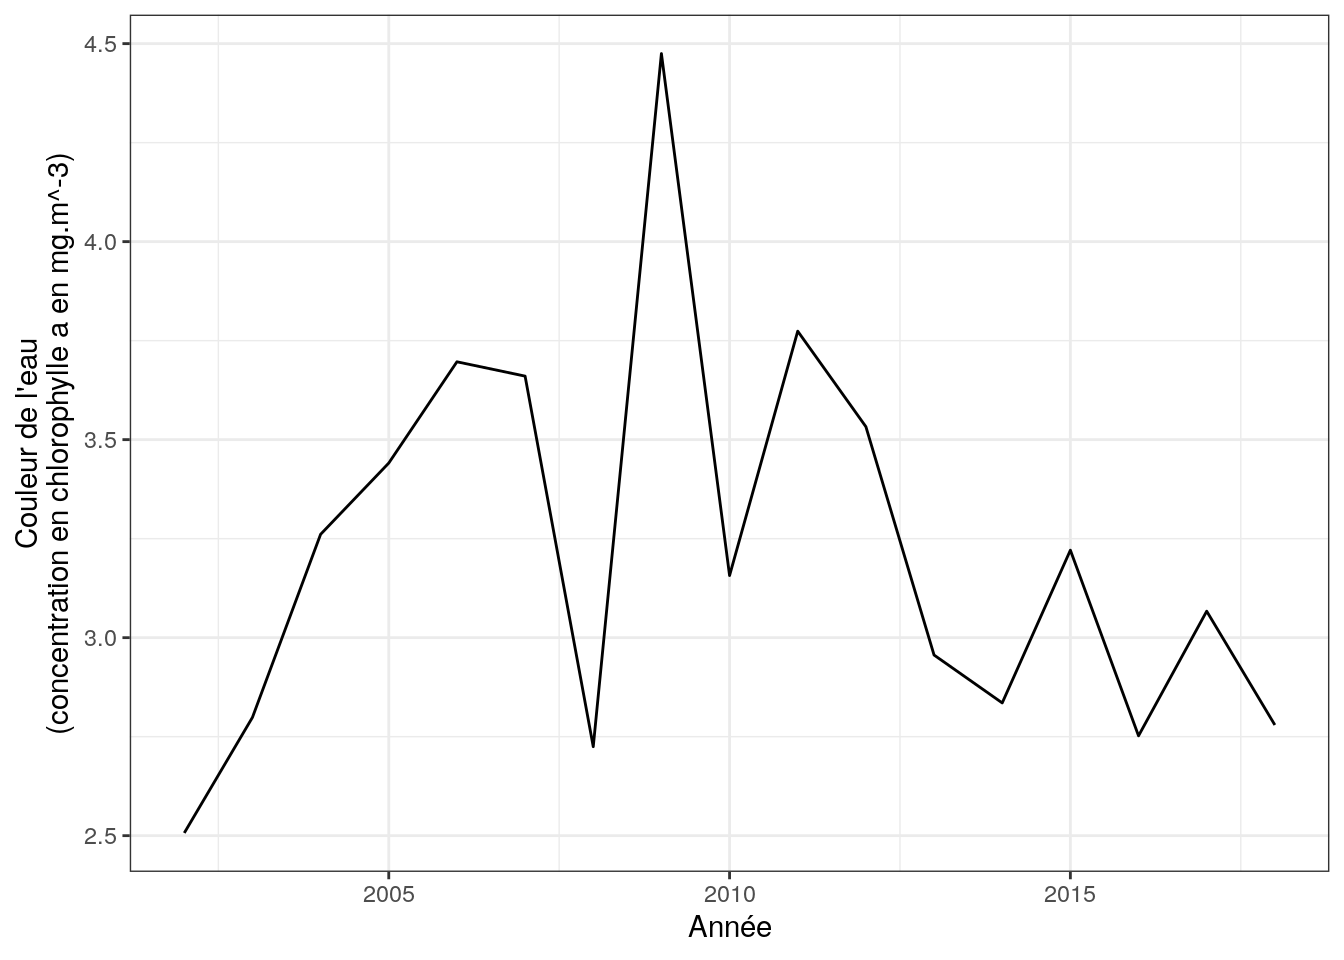 Couleur de l'eau
(concentration en chlorophylle a en mg.m^-3)
4.5
4.0
3.5
3.0
2.5
2005 2010 2015
Année